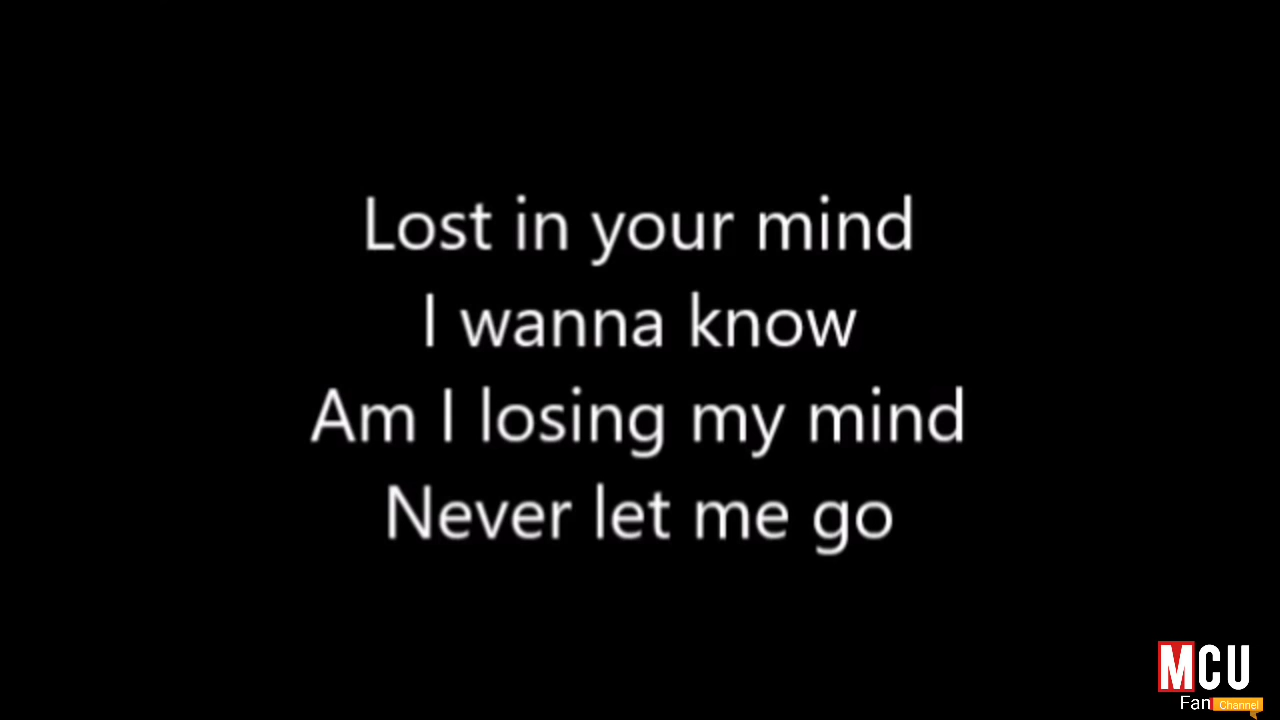 Lost in your mind
I wanna know
Am I losing my mind
Never let me go
MCU
Fan Channel